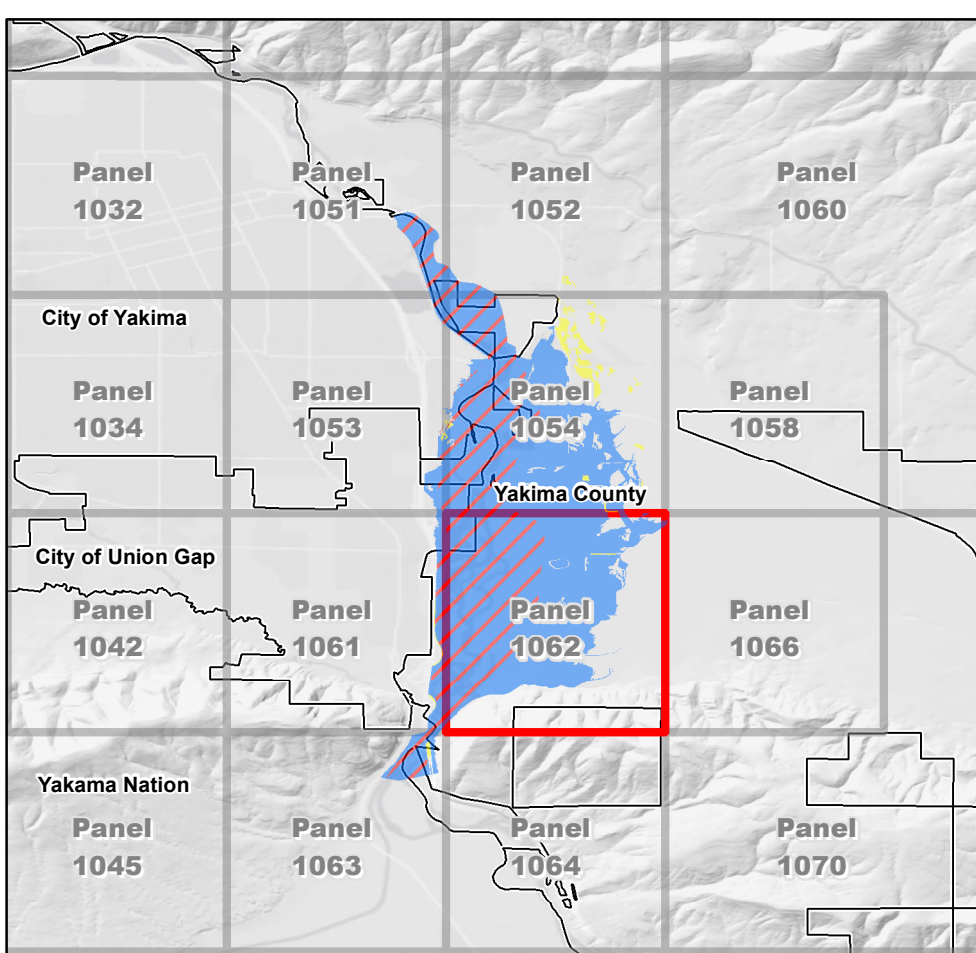 Panel
1032
Panel
1051
Panel
1052
Panel
1060
City of Yakima
Panel
1034
Panel
1053
Panel
1054
Panel
1058
Yakima County
City of Union Gap
Panel
1042
Panel
1061
Panel
1062
Panel
1066
Yakama Nation
Panel
1045
Panel
1063
Panel
1064
Panel
1070